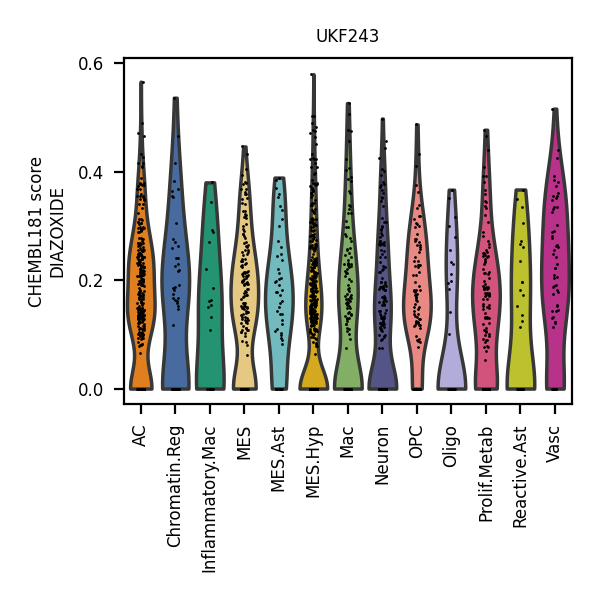 UKF243
CHEMBL181 score
DIAZOXIDE
0.6
0.4
0.2
0.0
AC
Chromatin.Reg
Inflammatory.Mac
MES
MES.Ast
MES.Hyp
Mac
Neuron
OPC
Oligo
Prolif.Metab
Reactive.Ast
Vasc